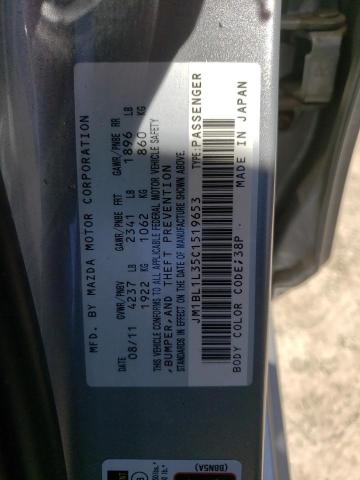 MFD. BY MAZDA MOTOR CORPORATION
DATE GVWR/PNBV GAWR/PNBE FRT GAWR/PNBE RR
08/11 4237 LB 2341 LB 1896 LB
1922 KG 1062 KG 860 KG
THIS VEHICLE CONFORMS TO ALL APPLICABLE FEDERAL MOTOR VEHICLE SAFETY
,BUMPER,AND THEFT PREVENTION
STANDARDS IN EFFECT ON THE DATE OF MANUFACTURE SHOWN ABOVE.
JM1BL1L35C1519653 TYPE:PASSENGER
BODY COLOR CODE/38P MADE IN JAPAN
(BBN5A)